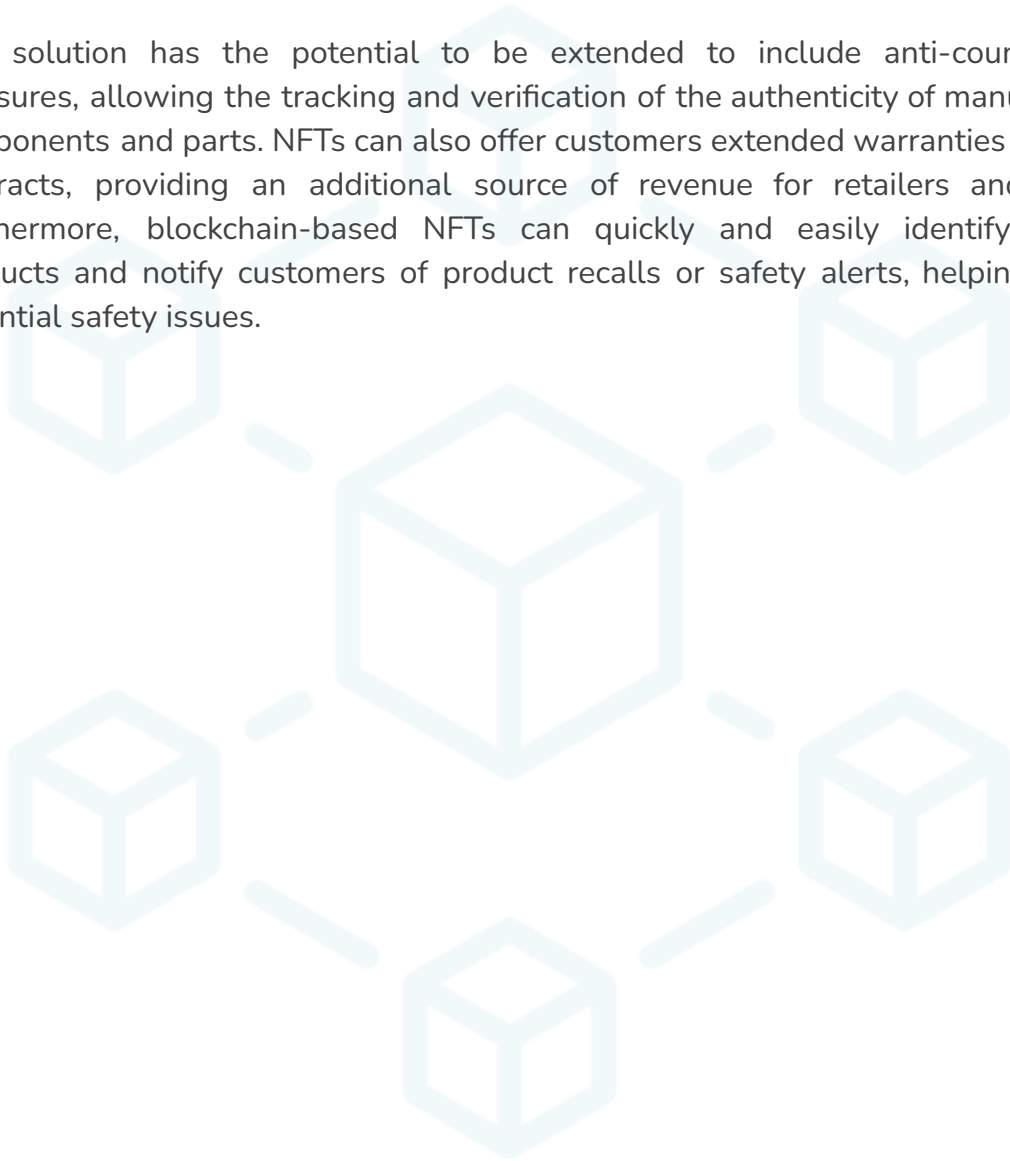 solution has the potential to be extended to include anti-coun
sures, allowing the tracking and verification of the authenticity of manu
ponents and parts. NFTs can also offer customers extended warranties
racts, providing an additional source of revenue for retailers and
hermore, blockchain-based NFTs can quickly and easily identify
ucts and notify customers of product recalls or safety alerts, helpin
ntial safety issues.